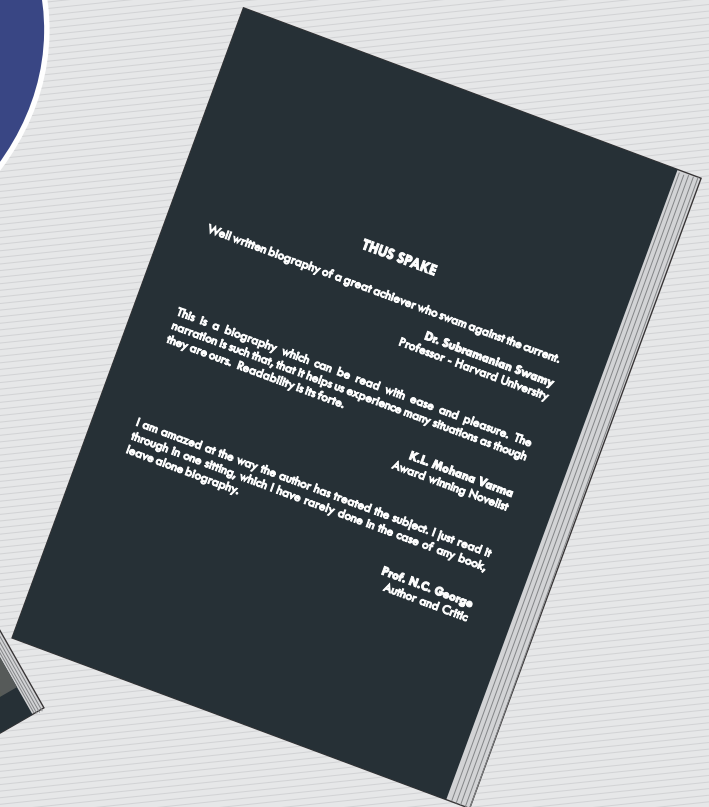 THUS SPAKE
Well written biography of a great achiever who swam against the current.
Dr. Subramanian Swamy
Professor - Harvard University
This is a biography which can be read with ease and pleasure. The
narration is such that, that it helps us experience many situations as though
they are ours. Readability is its forte.
K.L. Mohana Varma
Award winning Novelist
I am amazed at the way the author has treated the subject. I just read it
through in one sitting, which I have rarely done in the case of any book,
leave alone biography.
Prof. N.C. George
Author and Critic